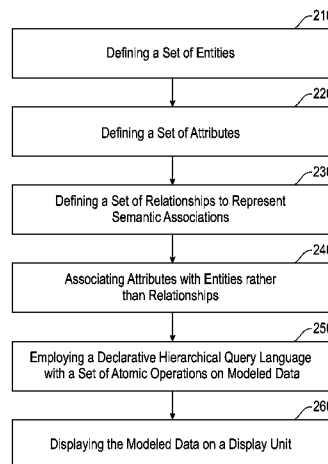 210
Defining a Set of Entities
220
Defining a Set of Attributes
230
Defining a Set of Relationships to Represent
Semantic Associations
240
Associating Attributes with Entities rather
than Relationships
250
Employing a Declarative Hierarchical Query Language
with a Set of Atomic Operations on Modeled Data
260
Displaying the Modeled Data on a Display Unit